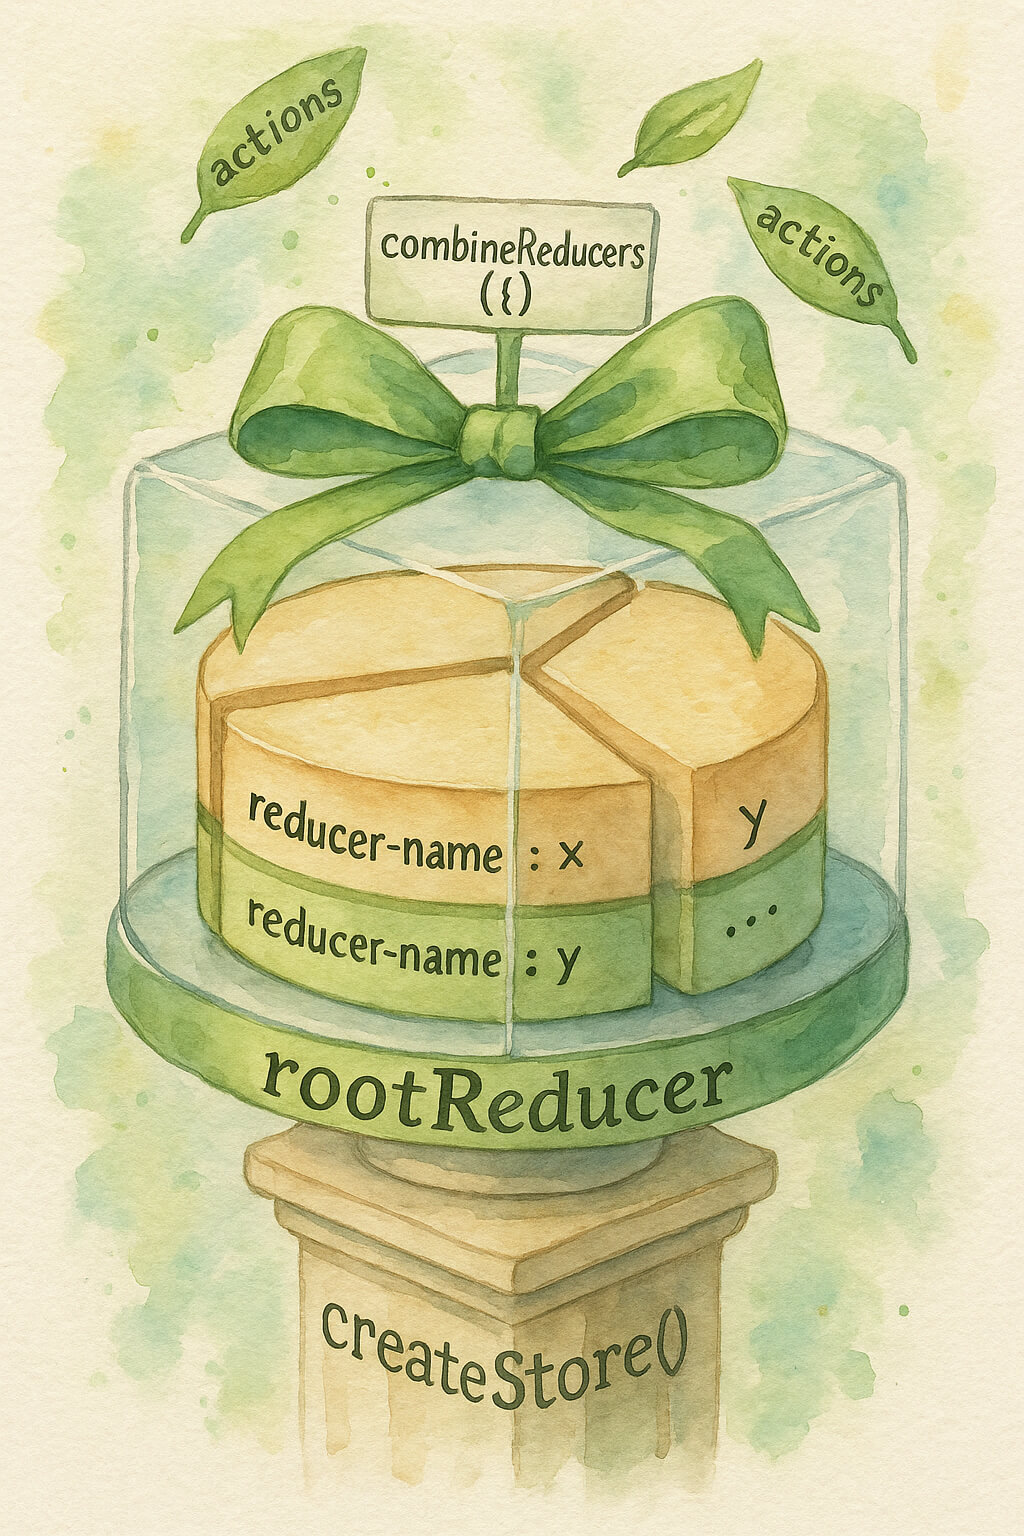 actions
actions
combineReducers
({)
reducer-name : x
y
reducer-name : y
...
rootReducer
createStore()